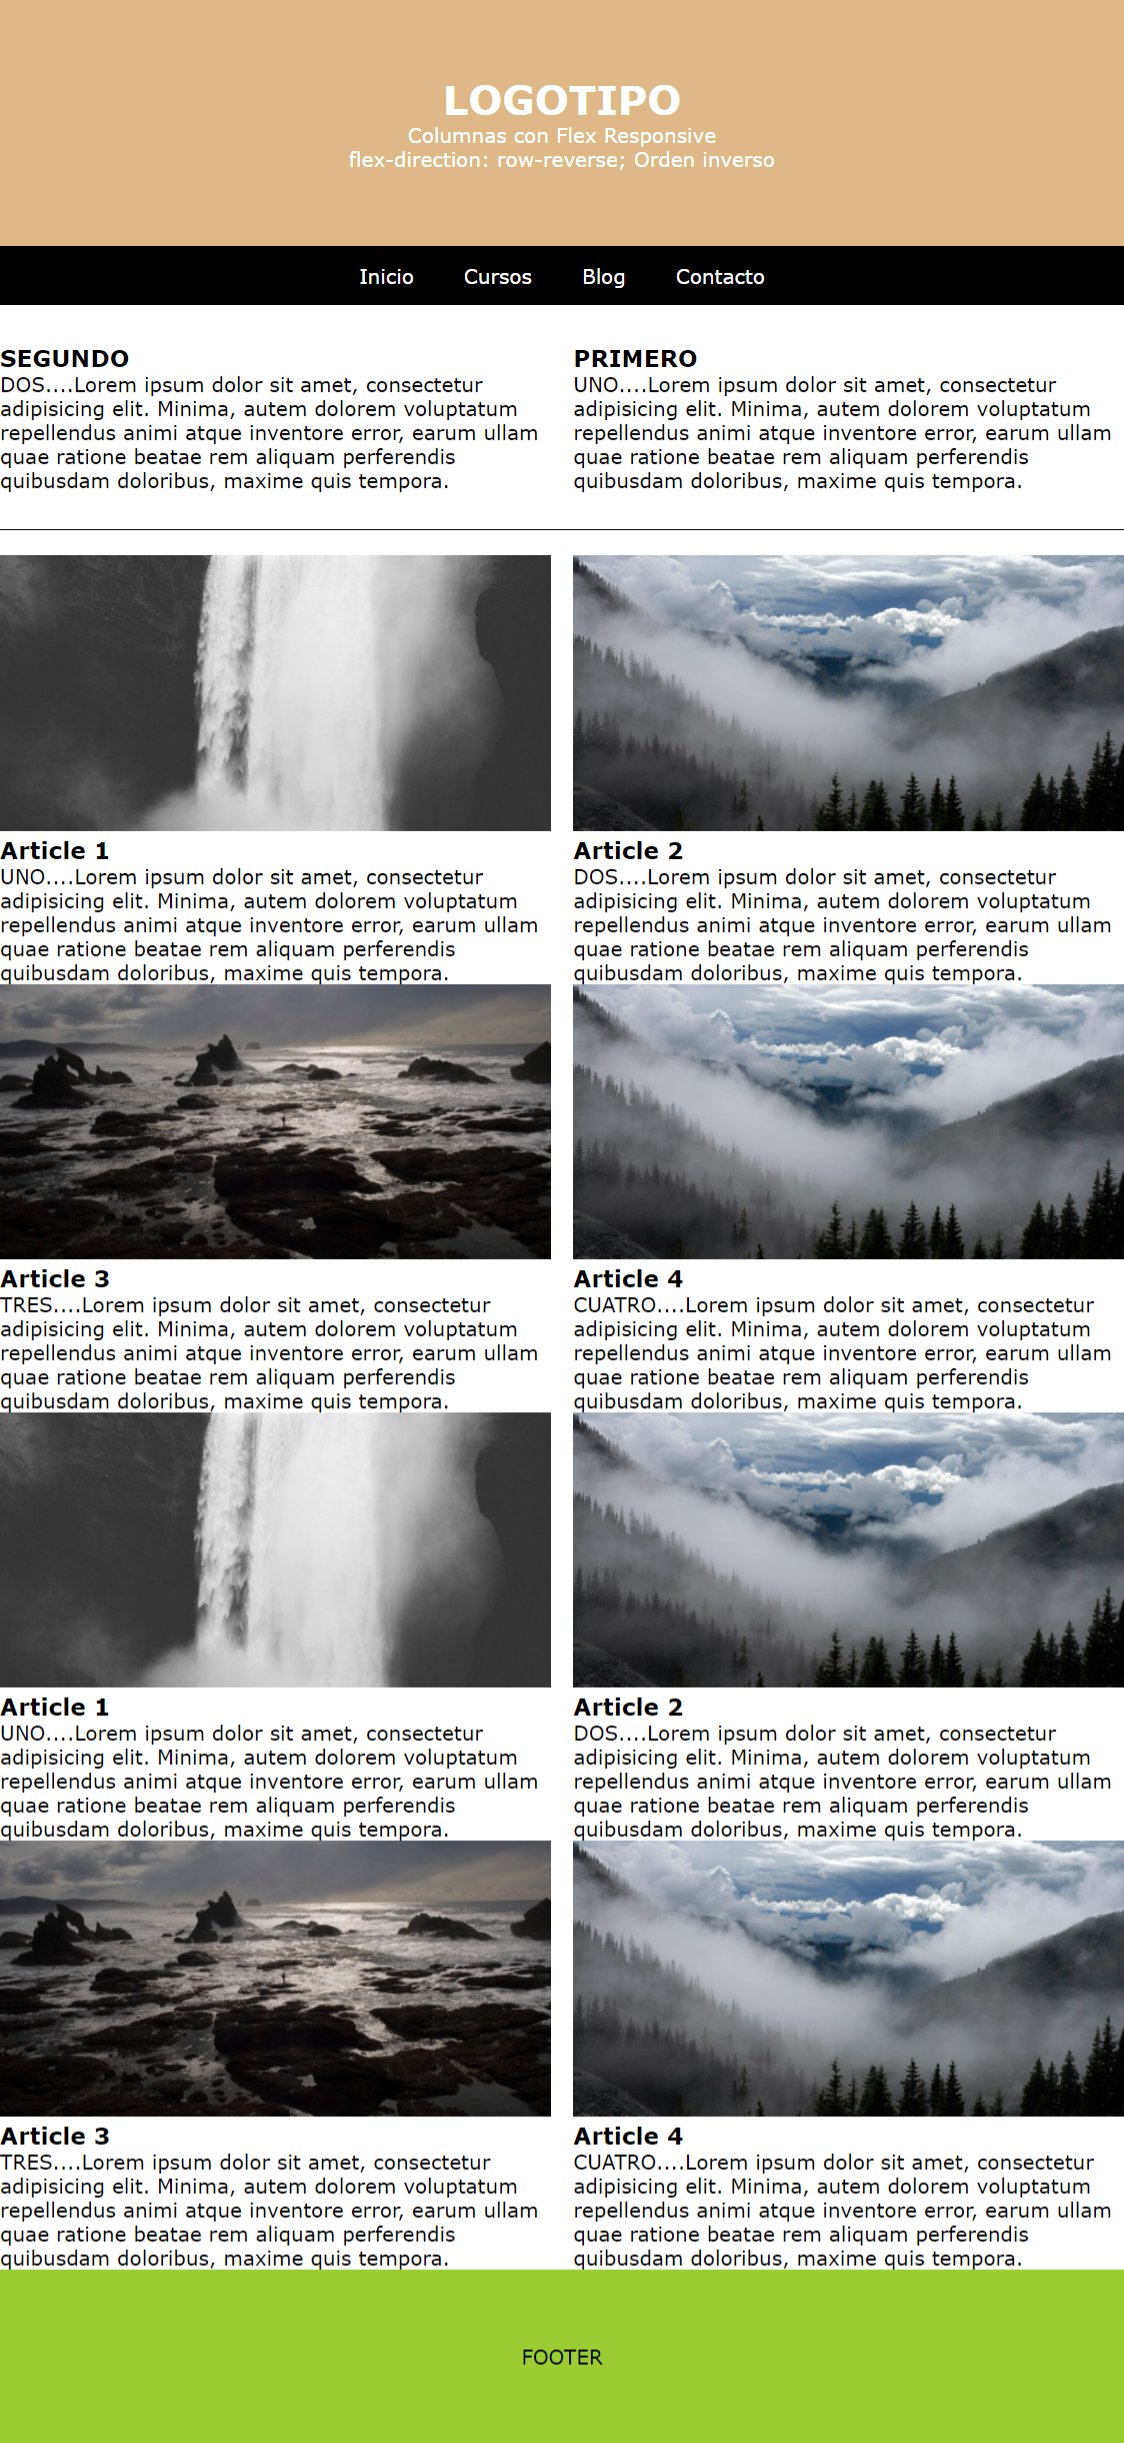 LOGOTIPO
Columnas con Flex Responsive
flex-direction: row-reverse; Orden inverso
Inicio Cursos Blog Contacto
SEGUNDO
DOS....Lorem ipsum dolor sit amet, consectetur
adipisicing elit. Minima, autem dolorem voluptatum
repellendus animi atque inventore error, earum ullam
quae ratione beatae rem aliquam perferendis
quibusdam doloribus, maxime quis tempora.
PRIMERO
UNO....Lorem ipsum dolor sit amet, consectetur
adipisicing elit. Minima, autem dolorem voluptatum
repellendus animi atque inventore error, earum ullam
quae ratione beatae rem aliquam perferendis
quibusdam doloribus, maxime quis tempora.
Article 1
UNO....Lorem ipsum dolor sit amet, consectetur
adipisicing elit. Minima, autem dolorem voluptatum
repellendus animi atque inventore error, earum ullam
quae ratione beatae rem aliquam perferendis
quibusdam doloribus, maxime quis tempora.
Article 2
DOS....Lorem ipsum dolor sit amet, consectetur
adipisicing elit. Minima, autem dolorem voluptatum
repellendus animi atque inventore error, earum ullam
quae ratione beatae rem aliquam perferendis
quibusdam doloribus, maxime quis tempora.
Article 3
TRES....Lorem ipsum dolor sit amet, consectetur
adipisicing elit. Minima, autem dolorem voluptatum
repellendus animi atque inventore error, earum ullam
quae ratione beatae rem aliquam perferendis
quibusdam doloribus, maxime quis tempora.
Article 4
CUATRO....Lorem ipsum dolor sit amet, consectetur
adipisicing elit. Minima, autem dolorem voluptatum
repellendus animi atque inventore error, earum ullam
quae ratione beatae rem aliquam perferendis
quibusdam doloribus, maxime quis tempora.
Article 1
UNO....Lorem ipsum dolor sit amet, consectetur
adipisicing elit. Minima, autem dolorem voluptatum
repellendus animi atque inventore error, earum ullam
quae ratione beatae rem aliquam perferendis
quibusdam doloribus, maxime quis tempora.
Article 2
DOS....Lorem ipsum dolor sit amet, consectetur
adipisicing elit. Minima, autem dolorem voluptatum
repellendus animi atque inventore error, earum ullam
quae ratione beatae rem aliquam perferendis
quibusdam doloribus, maxime quis tempora.
Article 3
TRES....Lorem ipsum dolor sit amet, consectetur
adipisicing elit. Minima, autem dolorem voluptatum
repellendus animi atque inventore error, earum ullam
quae ratione beatae rem aliquam perferendis
quibusdam doloribus, maxime quis tempora.
Article 4
CUATRO....Lorem ipsum dolor sit amet, consectetur
adipisicing elit. Minima, autem dolorem voluptatum
repellendus animi atque inventore error, earum ullam
quae ratione beatae rem aliquam perferendis
quibusdam doloribus, maxime quis tempora.
FOOTER